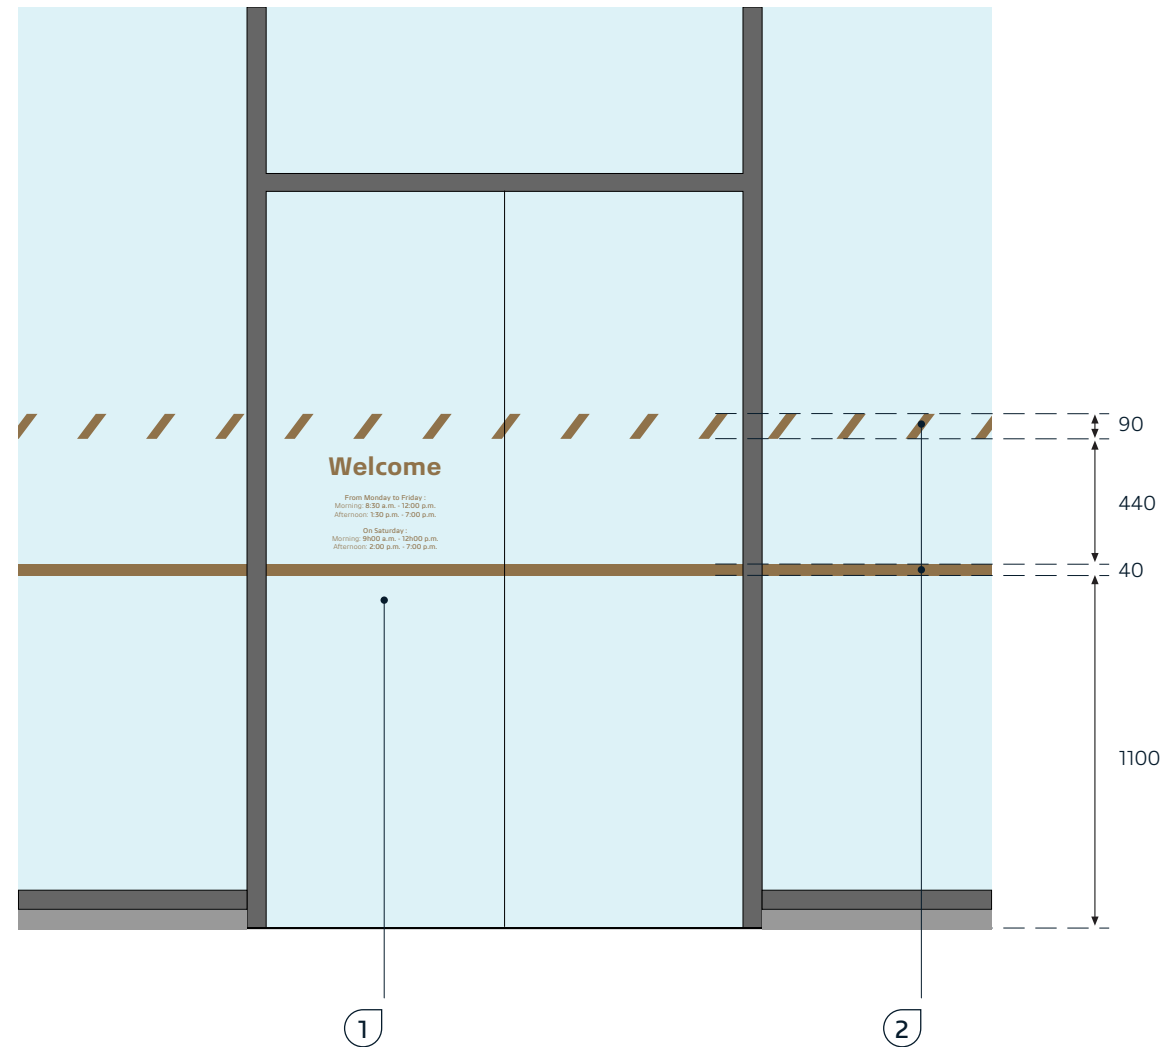 90
Welcome
From Monday to Friday :
Morning: 8:30 a.m. - 12:00 p.m.
Afternoon: 1:30 p.m. - 7:00 p.m.
On Saturday :
Morning: 9h00 a.m. - 12h00 p.m.
Afternoon: 2:00 p.m. - 7:00 p.m.
440
40
1100
1
2